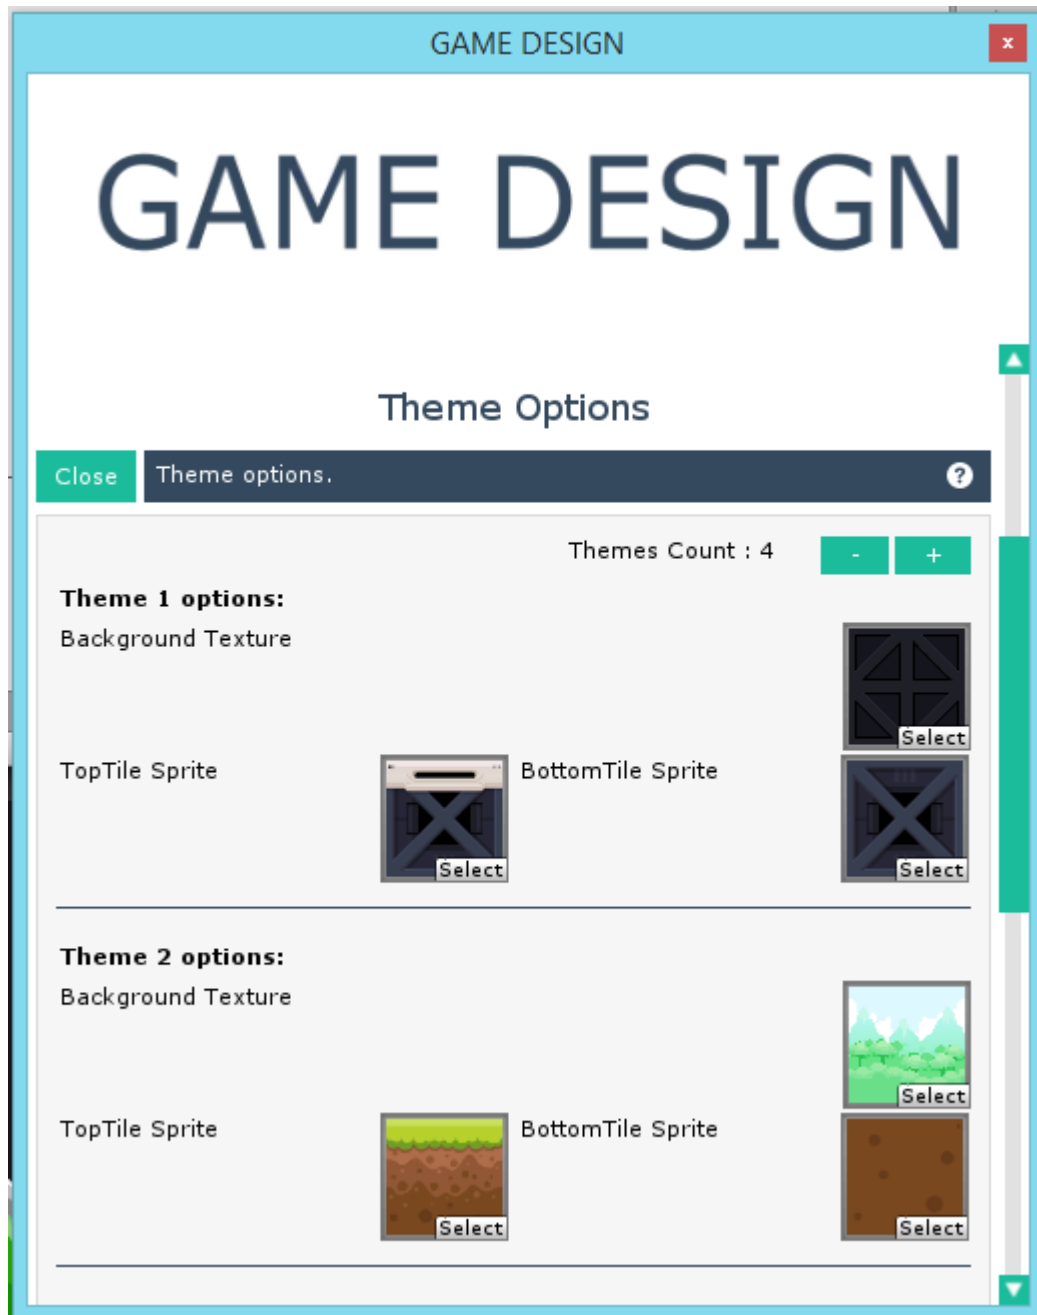 GAME DESIGN
x
GAME DESIGN
Theme Options
Close
Theme options.
?
Themes Count : 4
-
+
Theme 1 options:
Background Texture
Select
TopTile Sprite
Select
BottomTile Sprite
Select
Theme 2 options:
Background Texture
Select
TopTile Sprite
Select
BottomTile Sprite
Select